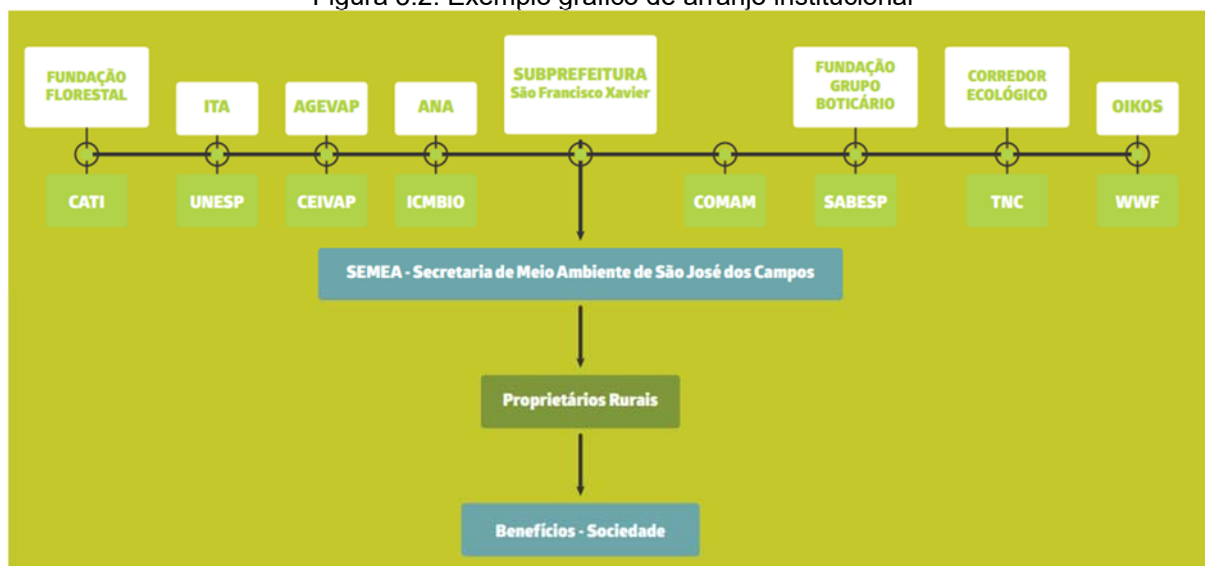 Figura 5.2. Exemplo gráfico de arranjo institucional
FUNDAÇÃO
FLORESTAL
ITA
AGEVAP
ANA
SUBPREFEITURA
São Francisco Xavier
FUNDAÇÃO
GRUPO
BOTICÁRIO
CORREDOR
ECOLÓGICO
OIKOS
CATI
UNESP
CEIVAP
ICMBIO
COMAM
SABESP
TNC
WWF
SEMEA - Secretaria de Meio Ambiente de São José dos Campos
Proprietários Rurais
Benefícios - Sociedade